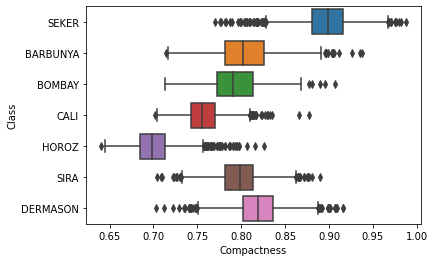 SEKER
BARBUNYA
BOMBAY
CALI
HOROZ
SIRA
DERMASON
Class
0.65 0.70 0.75 0.80 0.85 0.90 0.95 1.00
Compactness